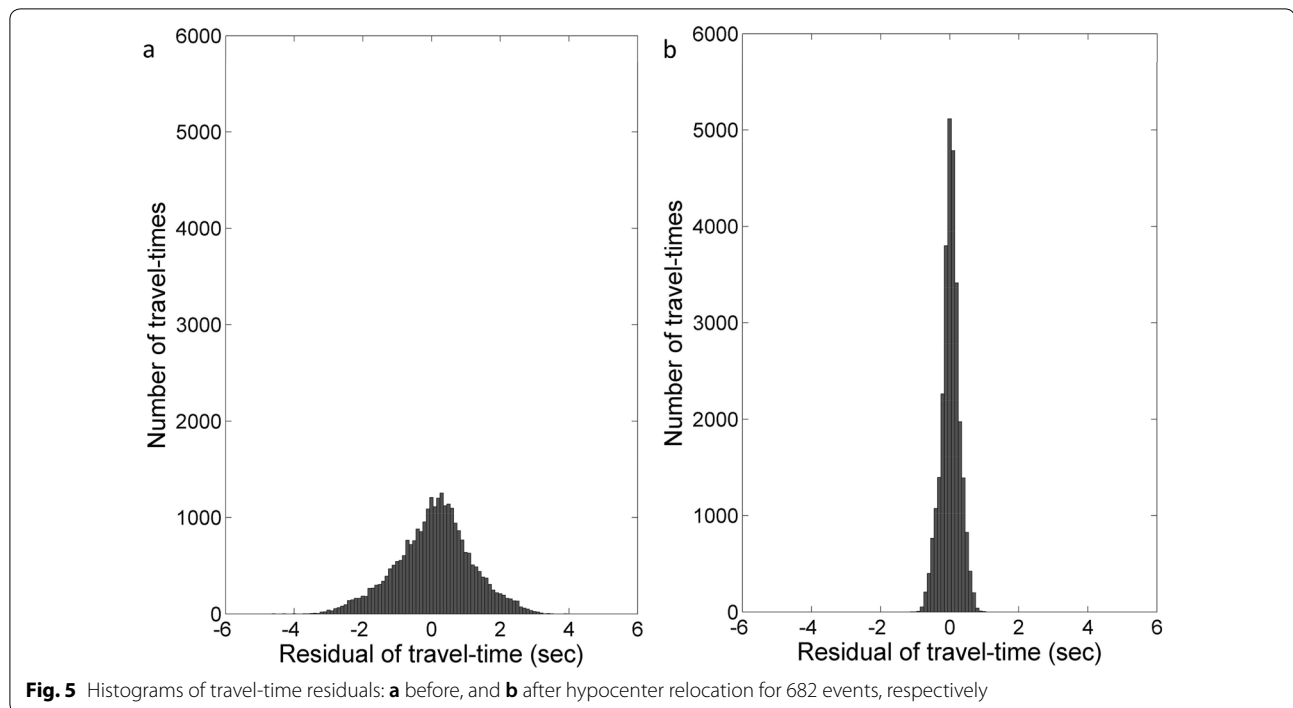 a
6000
5000
4000
3000
2000
1000
0
Number of travel-times
-6 -4 -2 0 2 4 6
Residual of travel-time (sec)
b
6000
5000
4000
3000
2000
1000
0
Number of travel-times
-6 -4 -2 0 2 4 6
Residual of travel-time (sec)
Fig. 5 Histograms of travel-time residuals: a before, and b after hypocenter relocation for 682 events, respectively